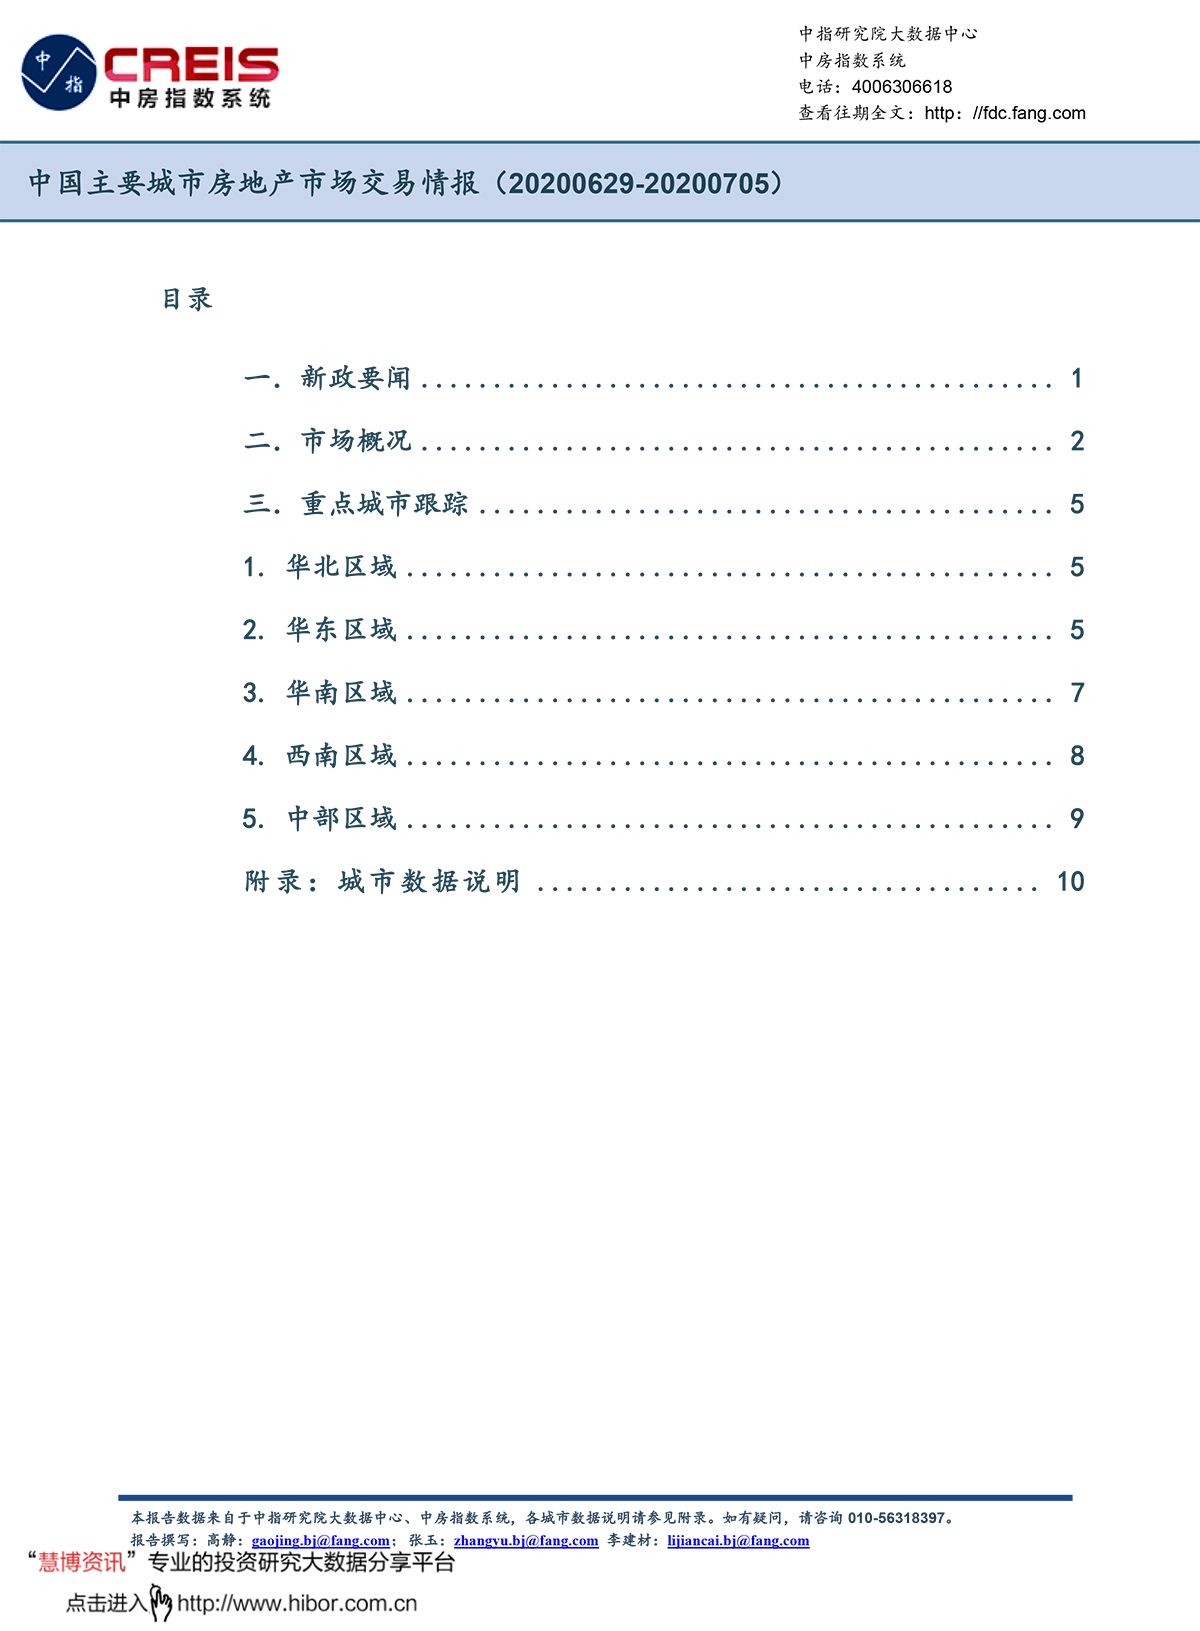 中指
CREIS
中房指数系统
中指研究院大数据中心
中房指数系统
电话：4006306618
查看往期全文：http：//fdc.fang.com
中国主要城市房地产市场交易情报（20200629-20200705）
目录
一. 新政要闻 ............................................ 1
二. 市场概况 ............................................ 2
三. 重点城市跟踪 ........................................ 5
1. 华北区域 ............................................. 5
2. 华东区域 ............................................. 5
3. 华南区域 ............................................. 7
4. 西南区域 ............................................. 8
5. 中部区域 ............................................. 9
附录：城市数据说明 ................................... 10
本报告数据来自于中指研究院大数据中心、中房指数系统，各城市数据说明请参见附录。如有疑问，请咨询 010-56318397。
报告撰写：高静：gaojing.bj@fang.com； 张玉：zhangyu.bj@fang.com 李建材：lijiancai.bj@fang.com
“慧博资讯”专业的投资研究大数据分享平台
点击进入http://www.hibor.com.cn